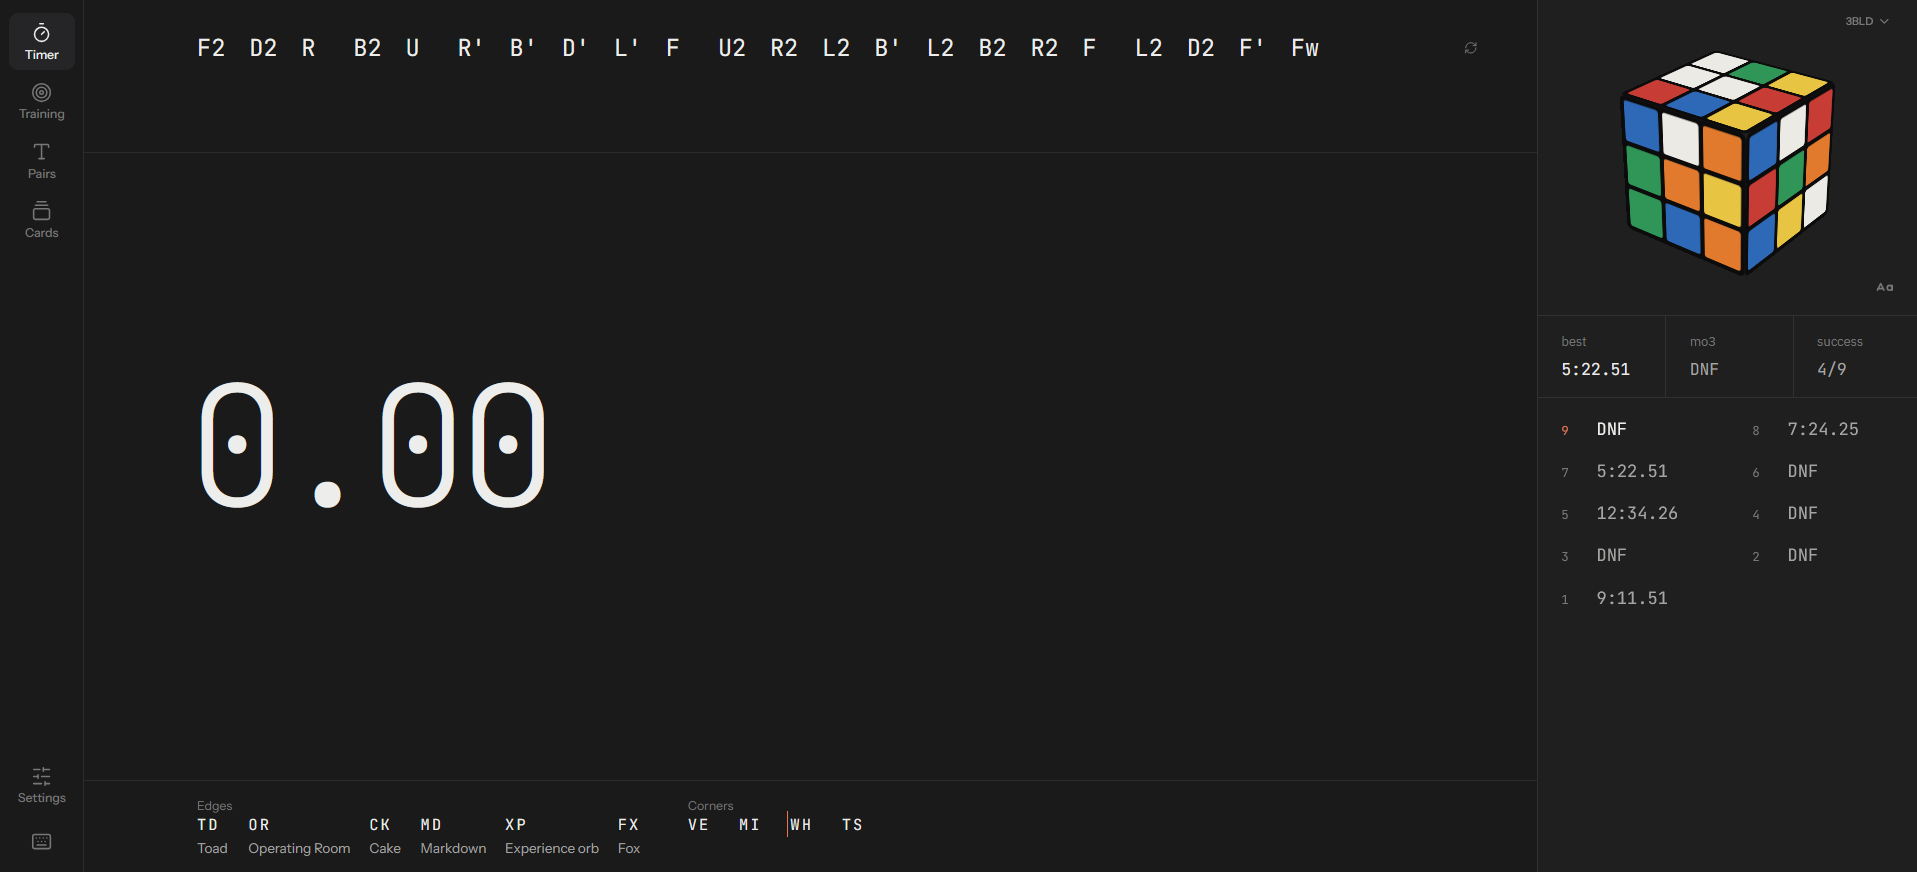 Timer
Training
Pairs
Cards
Settings
F2 D2 R B2 U R' B' D' L' F U2 R2 L2 B' L2 B2 R2 F L2 D2 F' Fw
0.00
Edges
TD OR CK MD XP FX
Toad Operating Room Cake Markdown Experience orb Fox
Corners
VE MI WH TS
3BLD
Aa
best mo3 success
5:22.51 DNF 4/9
9 DNF 8 7:24.25
7 5:22.51 6 DNF
5 12:34.26 4 DNF
3 DNF 2 DNF
1 9:11.51